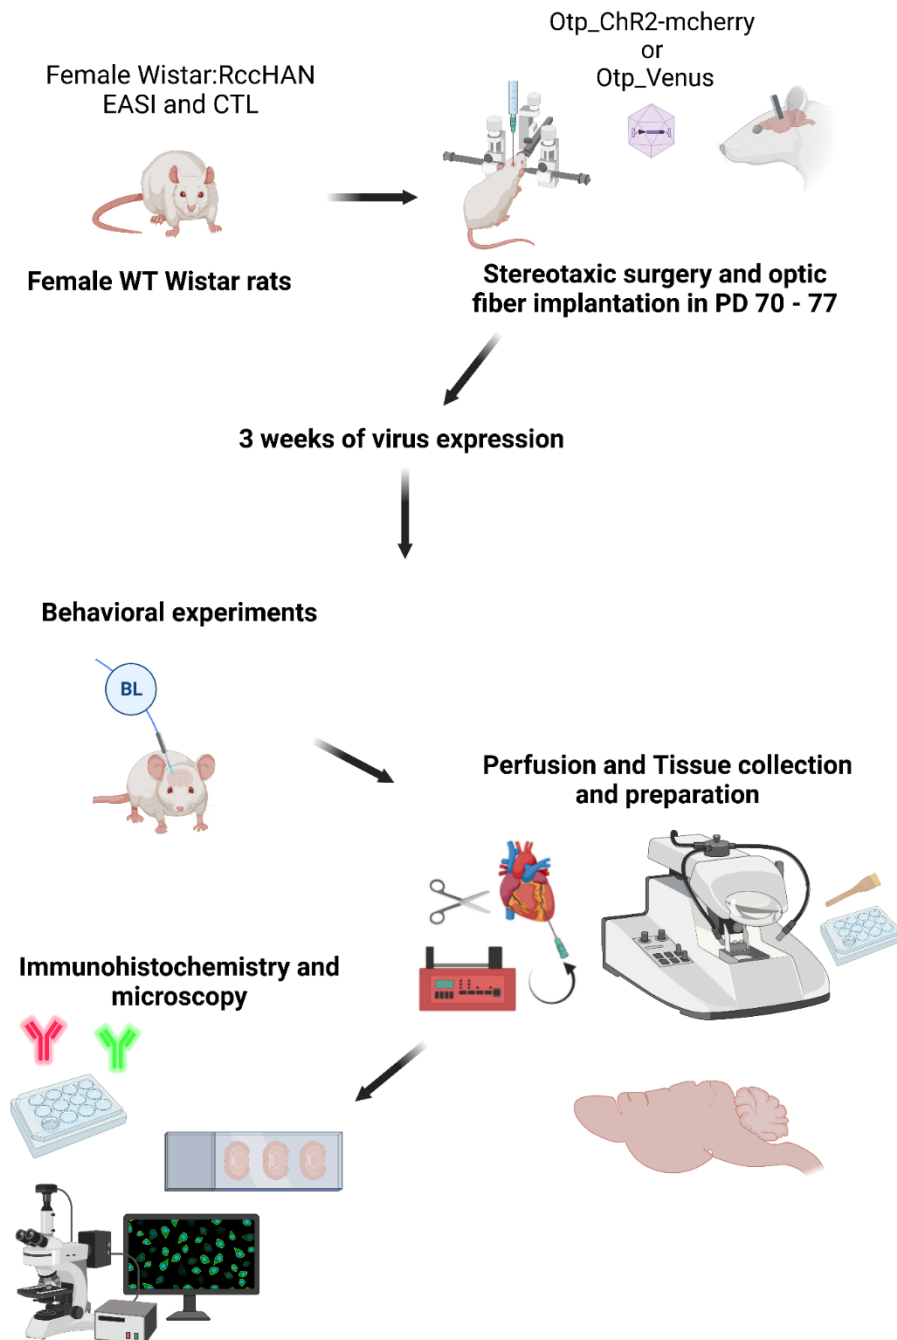 Female Wistar:RccHAN
EASI and CTL
Female WT Wistar rats
Otp_ChR2-mcherry
or
Otp_Venus
Stereotaxic surgery and optic
fiber implantation in PD 70 - 77
3 weeks of virus expression
Behavioral experiments
BL
Perfusion and Tissue collection
and preparation
Immunohistochemistry and
microscopy